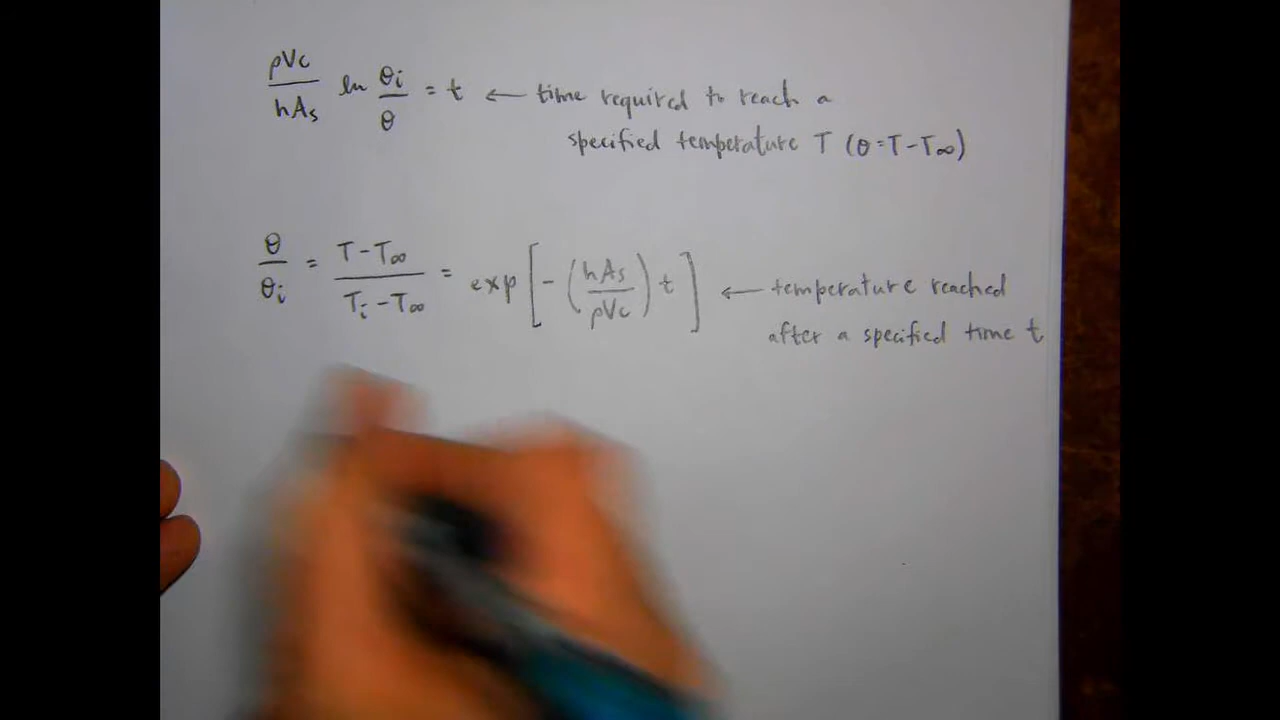 ρVc / hAs ln θi / θ = t ← time required to reach a
specified temperature T (θ=T-T∞)
θ / θi = T-T∞ / Ti-T∞ = exp[-(hAs / ρVc)t] ← temperature reached
after a specified time t